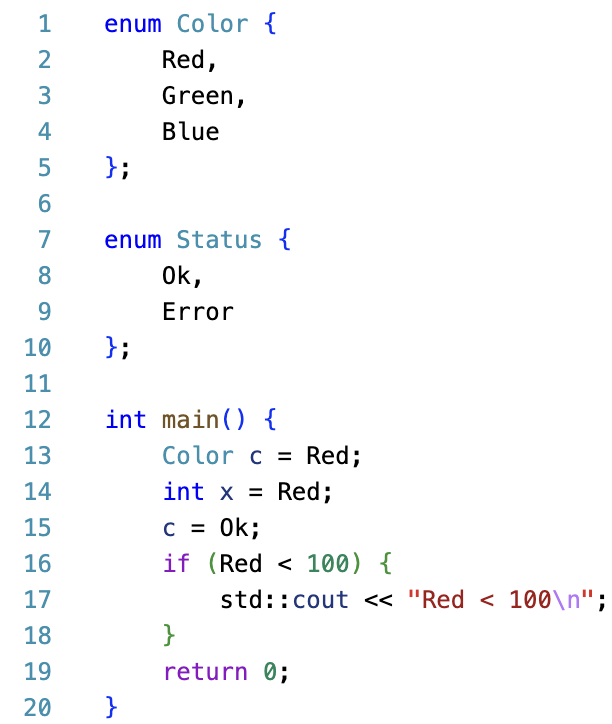 1 enum Color {
2     Red,
3     Green,
4     Blue
5 };
6
7 enum Status {
8     Ok,
9     Error
10 };
11
12 int main() {
13     Color c = Red;
14     int x = Red;
15     c = Ok;
16     if (Red < 100) {
17         std::cout << "Red < 100\n";
18     }
19     return 0;
20 }